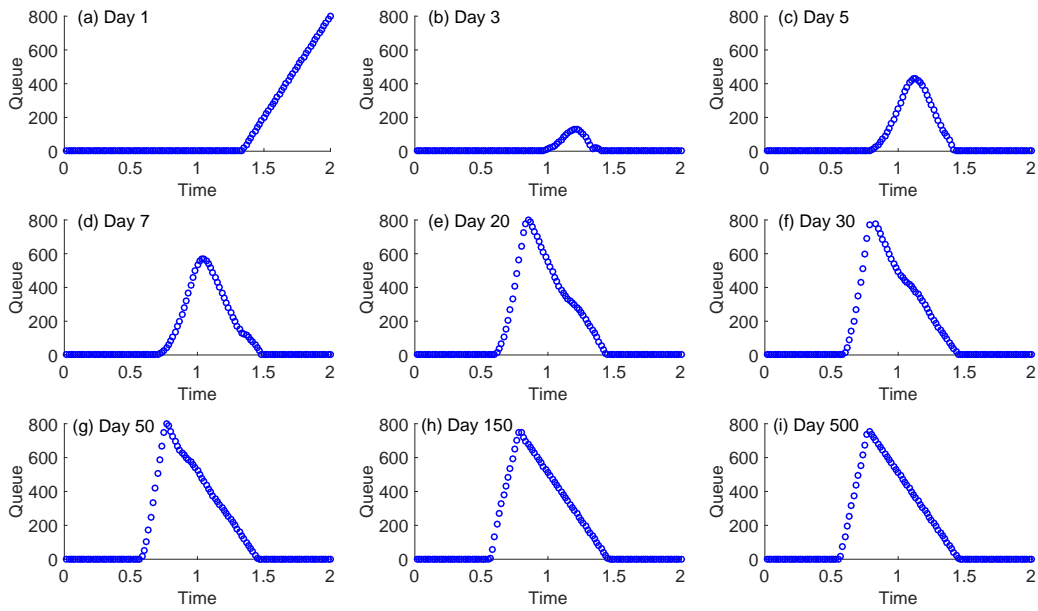 (a) Day 1
(b) Day 3
(c) Day 5
800
600
400
200
0
Queue
0 0.5 1 1.5 2
Time
800
600
400
200
0
Queue
0 0.5 1 1.5 2
Time
800
600
400
200
0
Queue
0 0.5 1 1.5 2
Time
(d) Day 7
(e) Day 20
(f) Day 30
800
600
400
200
0
Queue
0 0.5 1 1.5 2
Time
800
600
400
200
0
Queue
0 0.5 1 1.5 2
Time
800
600
400
200
0
Queue
0 0.5 1 1.5 2
Time
(g) Day 50
(h) Day 150
(i) Day 500
800
600
400
200
0
Queue
0 0.5 1 1.5 2
Time
800
600
400
200
0
Queue
0 0.5 1 1.5 2
Time
800
600
400
200
0
Queue
0 0.5 1 1.5 2
Time